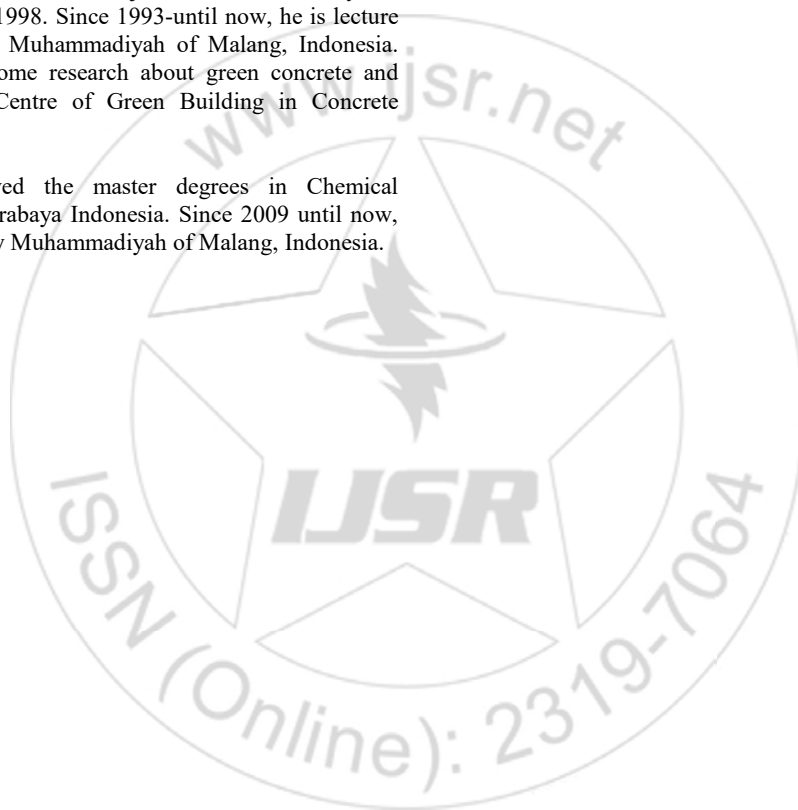 1998. Since 1993-until now, he is lecture
Muhammadiyah of Malang, Indonesia.
ome research about green concrete and
Centre of Green Building in Concrete
ved the master degrees in Chemical
rabaya Indonesia. Since 2009 until now,
y Muhammadiyah of Malang, Indonesia.
www.ijsr.net
IJSR
ISSN (Online): 2319-7064